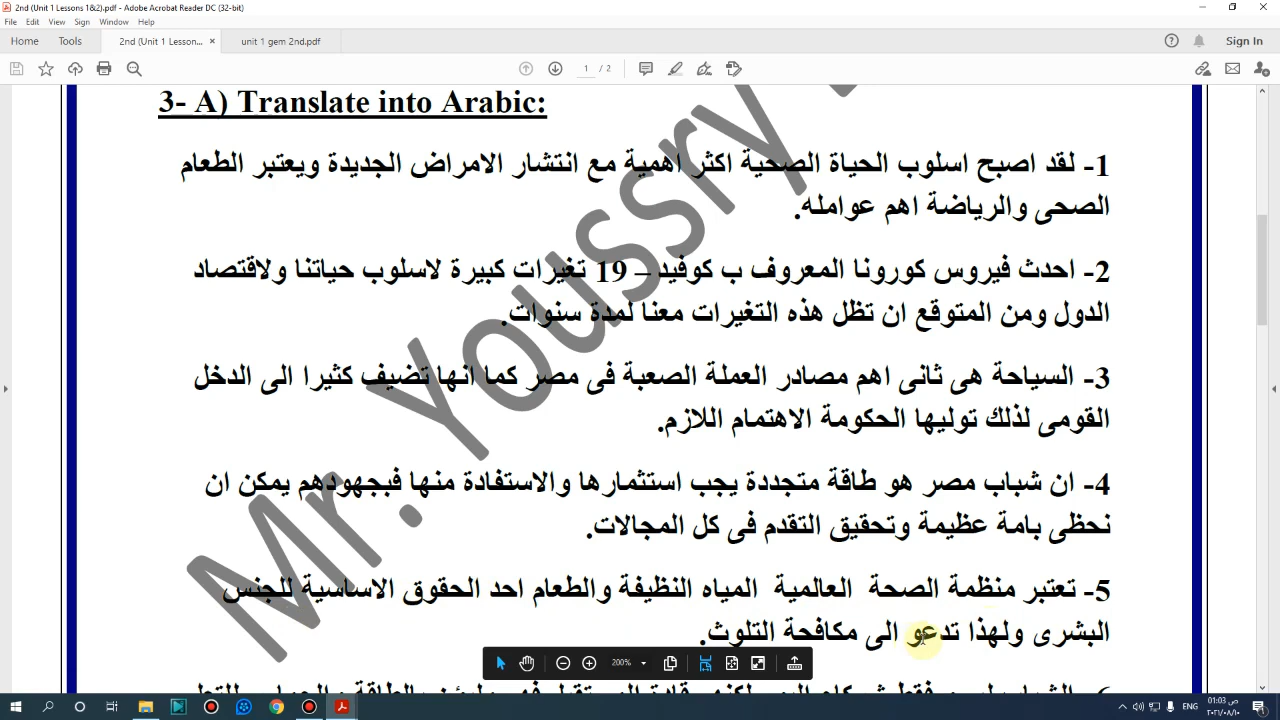 2nd (Unit 1 Lessons 1&2).pdf - Adobe Acrobat Reader DC (32-bit)
File Edit View Sign Window Help
Home Tools 2nd (Unit 1 Lesson... × unit 1 gem 2nd.pdf Sign In
1 / 2
3- A) Translate into Arabic:
1- لقد اصبح اسلوب الحياة الصحية اكثر اهمية مع انتشار الامراض الجديدة ويعتبر الطعام
الصحى والرياضة اهم عوامله.
2- احدث فيروس كورونا المعروف ب كوفيد – 19 تغيرات كبيرة لاسلوب حياتنا ولاقتصاد
الدول ومن المتوقع ان تظل هذه التغيرات معنا لمدة سنوات.
3- السياحة هى ثانى اهم مصادر العملة الصعبة فى مصر كما انها تضيف كثيرا الى الدخل
القومى لذلك توليها الحكومة الاهتمام اللازم.
4- ان شباب مصر هو طاقة متجددة يجب استثمارها والاستفادة منها فبجهودهم يمكن ان
نحظى بامة عظيمة وتحقيق التقدم فى كل المجالات.
5- تعتبر منظمة الصحة العالمية المياه النظيفة والطعام احد الحقوق الاساسية للجنس
البشرى ولهذا تدعو الى مكافحة التلوث.
Mr. Youssry
200%
ENG
01:03 ص
٢٠٢١/٠٨/١٠